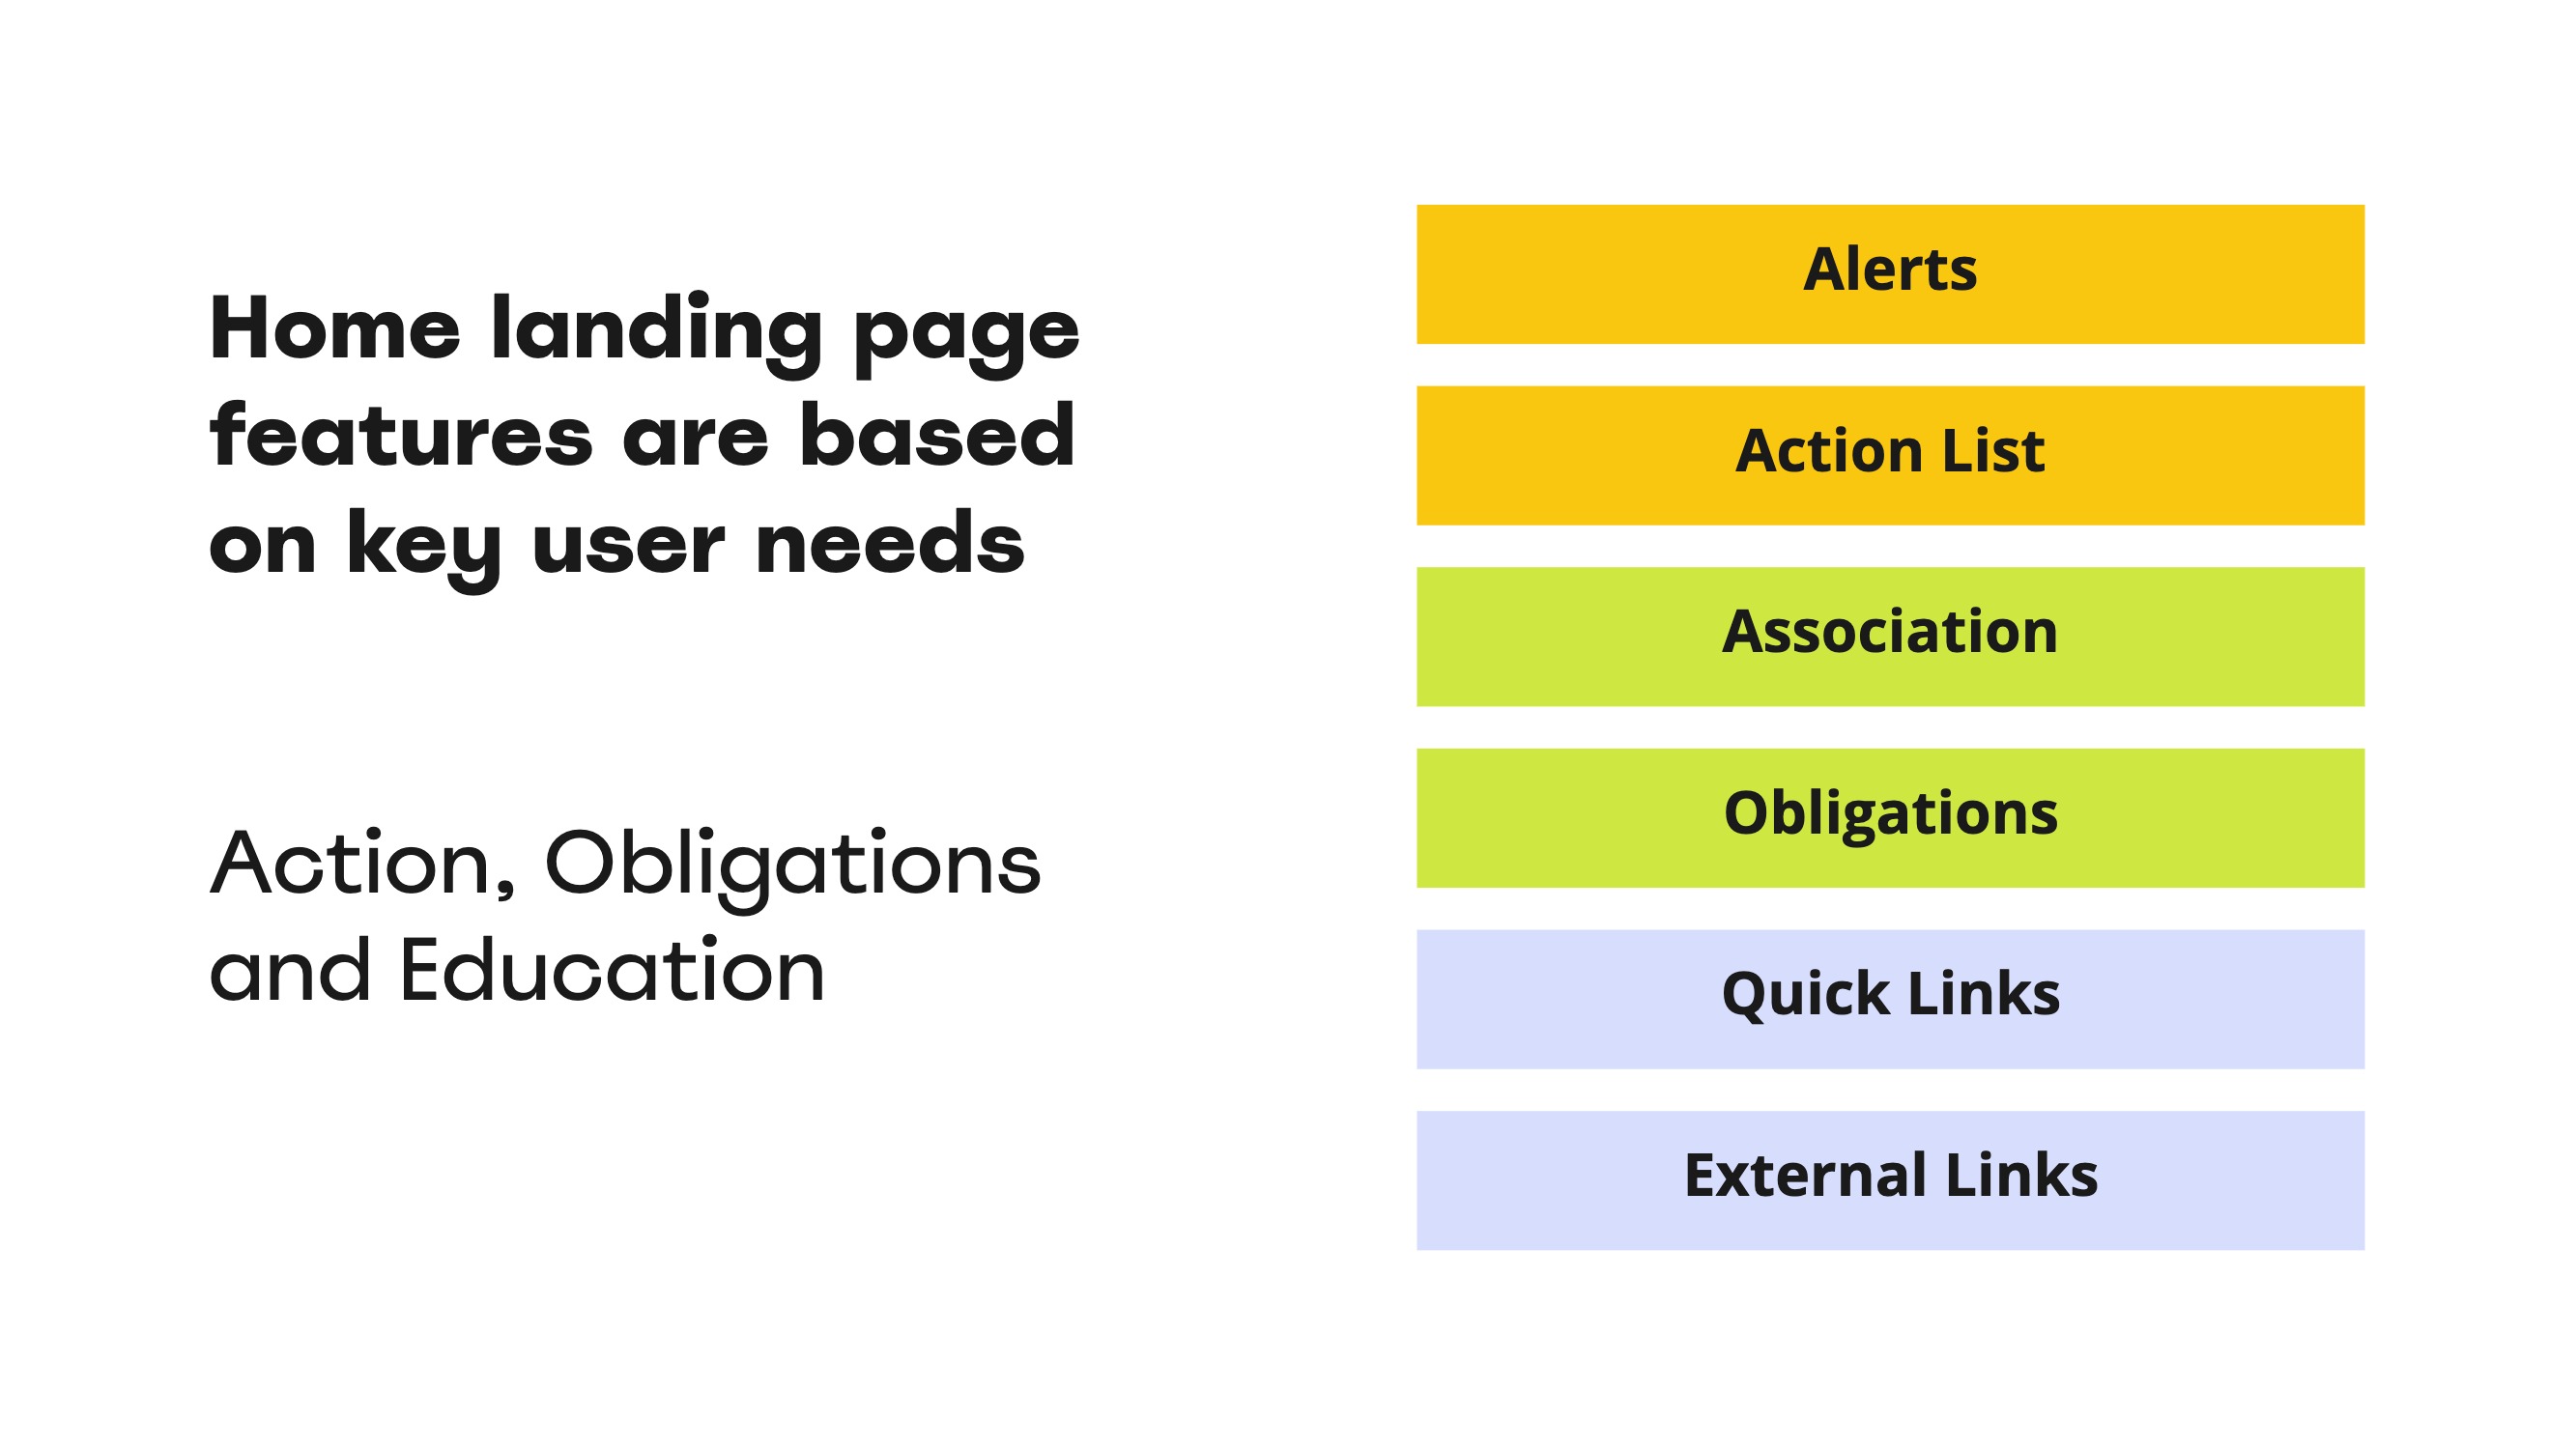 Home landing page
features are based
on key user needs
Action, Obligations
and Education
Alerts
Action List
Association
Obligations
Quick Links
External Links